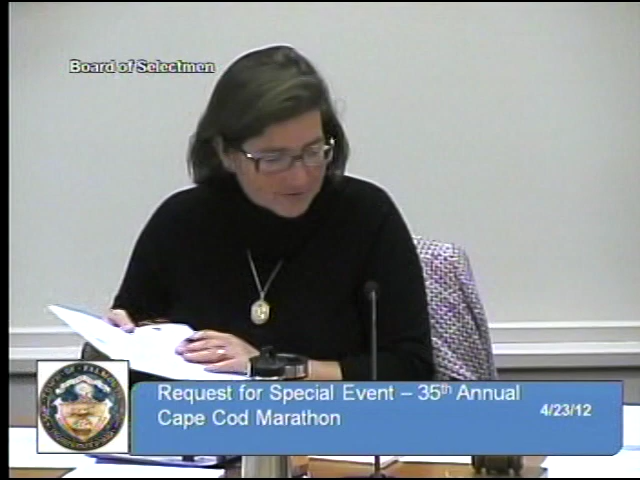 Board of Selectmen
Request for Special Event – 35th Annual
Cape Cod Marathon
4/23/12